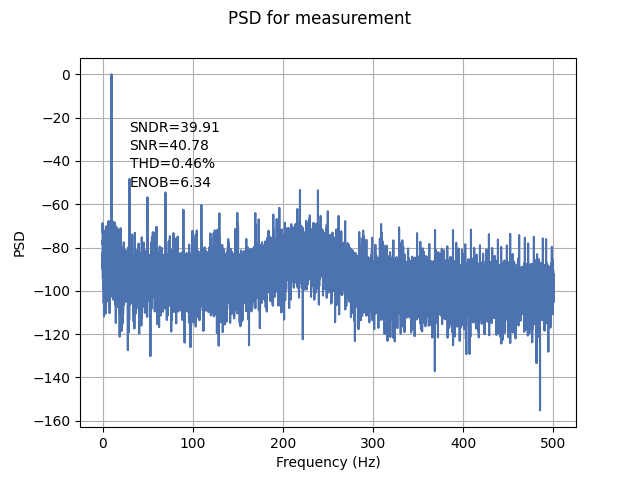 PSD for measurement
0
−20
−40
−60
−80
−100
−120
−140
−160
PSD
SNDR=39.91
SNR=40.78
THD=0.46%
ENOB=6.34
0 100 200 300 400 500
Frequency (Hz)